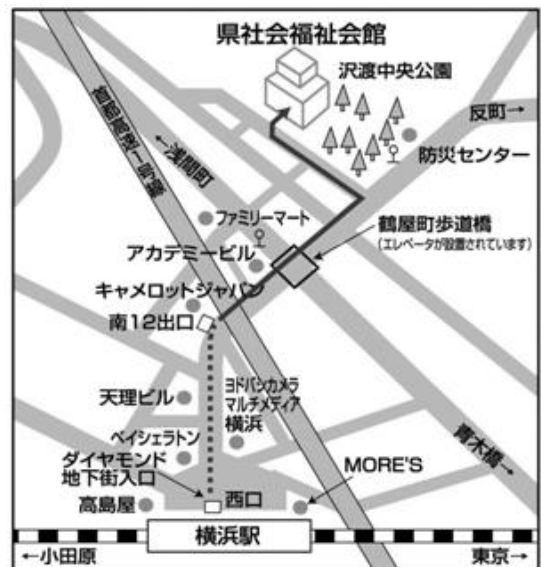 県社会福祉会館
沢渡中央公園
反町→
首都高速一号線
←浅間町
防災センター
ファミリーマート
鶴屋町歩道橋
(エレベータが設置されています)
アカデミービル
キャメロットジャパン
南12出口
天理ビル
ヨドバシカメラ
マルチメディア
横浜
青木橋→
ベイシェラトン
ダイヤモンド
地下街入口
MORE'S
高島屋
西口
横浜駅
←小田原
東京→